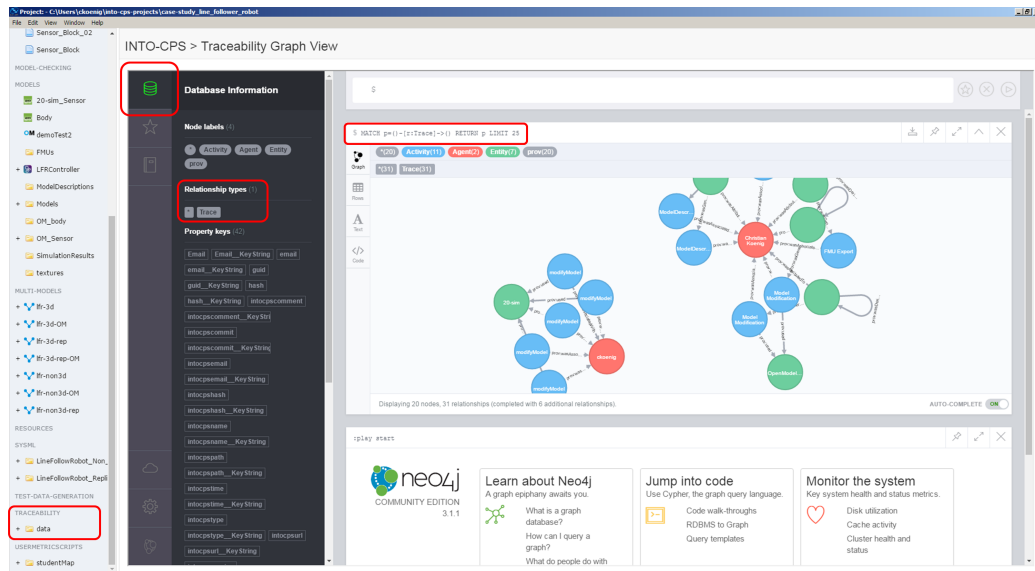 Project: - C:\Users\ckoenig\into-cps-projects\case-study_line_follower_robot
File Edit View Window Help
Sensor_Block_02
Sensor_Block
MODEL-CHECKING
MODELS
20-sim_Sensor
Body
OM demoTest2
FMUs
+ LFRController
ModelDescriptions
+ Models
OM_body
+ OM_Sensor
SimulationResults
textures
MULTI-MODELS
+ lfr-3d
+ lfr-3d-OM
+ lfr-3d-rep
+ lfr-3d-rep-OM
+ lfr-non3d
+ lfr-non3d-OM
+ lfr-non3d-rep
RESOURCES
SYSML
+ LineFollowRobot_Non_
+ LineFollowRobot_Repli
TEST-DATA-GENERATION
TRACEABILITY
+ data
USERMETRICSCRIPTS
+ studentMap
INTO-CPS > Traceability Graph View
Database Information
Node labels (4)
* Activity Agent Entity
prov
Relationship types (1)
* Trace
Property keys (42)
Email Email__KeyString email
email__KeyString guid
guid__KeyString hash
hash__KeyString intocpscomment
intocpscomment__KeyStri
intocpscommit
intocpscommit__KeyString
intocpsemail
intocpsemail__KeyString
intocpshash
intocpshash__KeyString
intocpsname
intocpsname__KeyString
intocpspath
intocpspath__KeyString
intocpstime
intocpstime__KeyString
intocpstype
intocpstype__KeyString intocpsurl
intocpsurl__KeyString
$
$ MATCH p=()-[r:Trace]->() RETURN p LIMIT 25
*(20) Activity(11) Agent(2) Entity(7) prov(20)
*(31) Trace(31)
Graph
Rows
A
Text
</>
Code
ModelDescr...
ModelDescr...
Christian Koenig
FMU Export
Model Modification
Model Modification
OpenModel...
modifyModel
20-sim
modifyModel
modifyModel
modifyModel
ckoenig
modifyModel
Displaying 20 nodes, 31 relationships (completed with 6 additional relationships).
AUTO-COMPLETE ON
:play start
neo4j
COMMUNITY EDITION
3.1.1
Learn about Neo4j
A graph epiphany awaits you.
What is a graph
database?
How can I query a
graph?
What do people do with
Jump into code
Use Cypher, the graph query language.
Code walk-throughs
RDBMS to Graph
Query templates
Monitor the system
Key system health and status metrics.
Disk utilization
Cache activity
Cluster health and
status